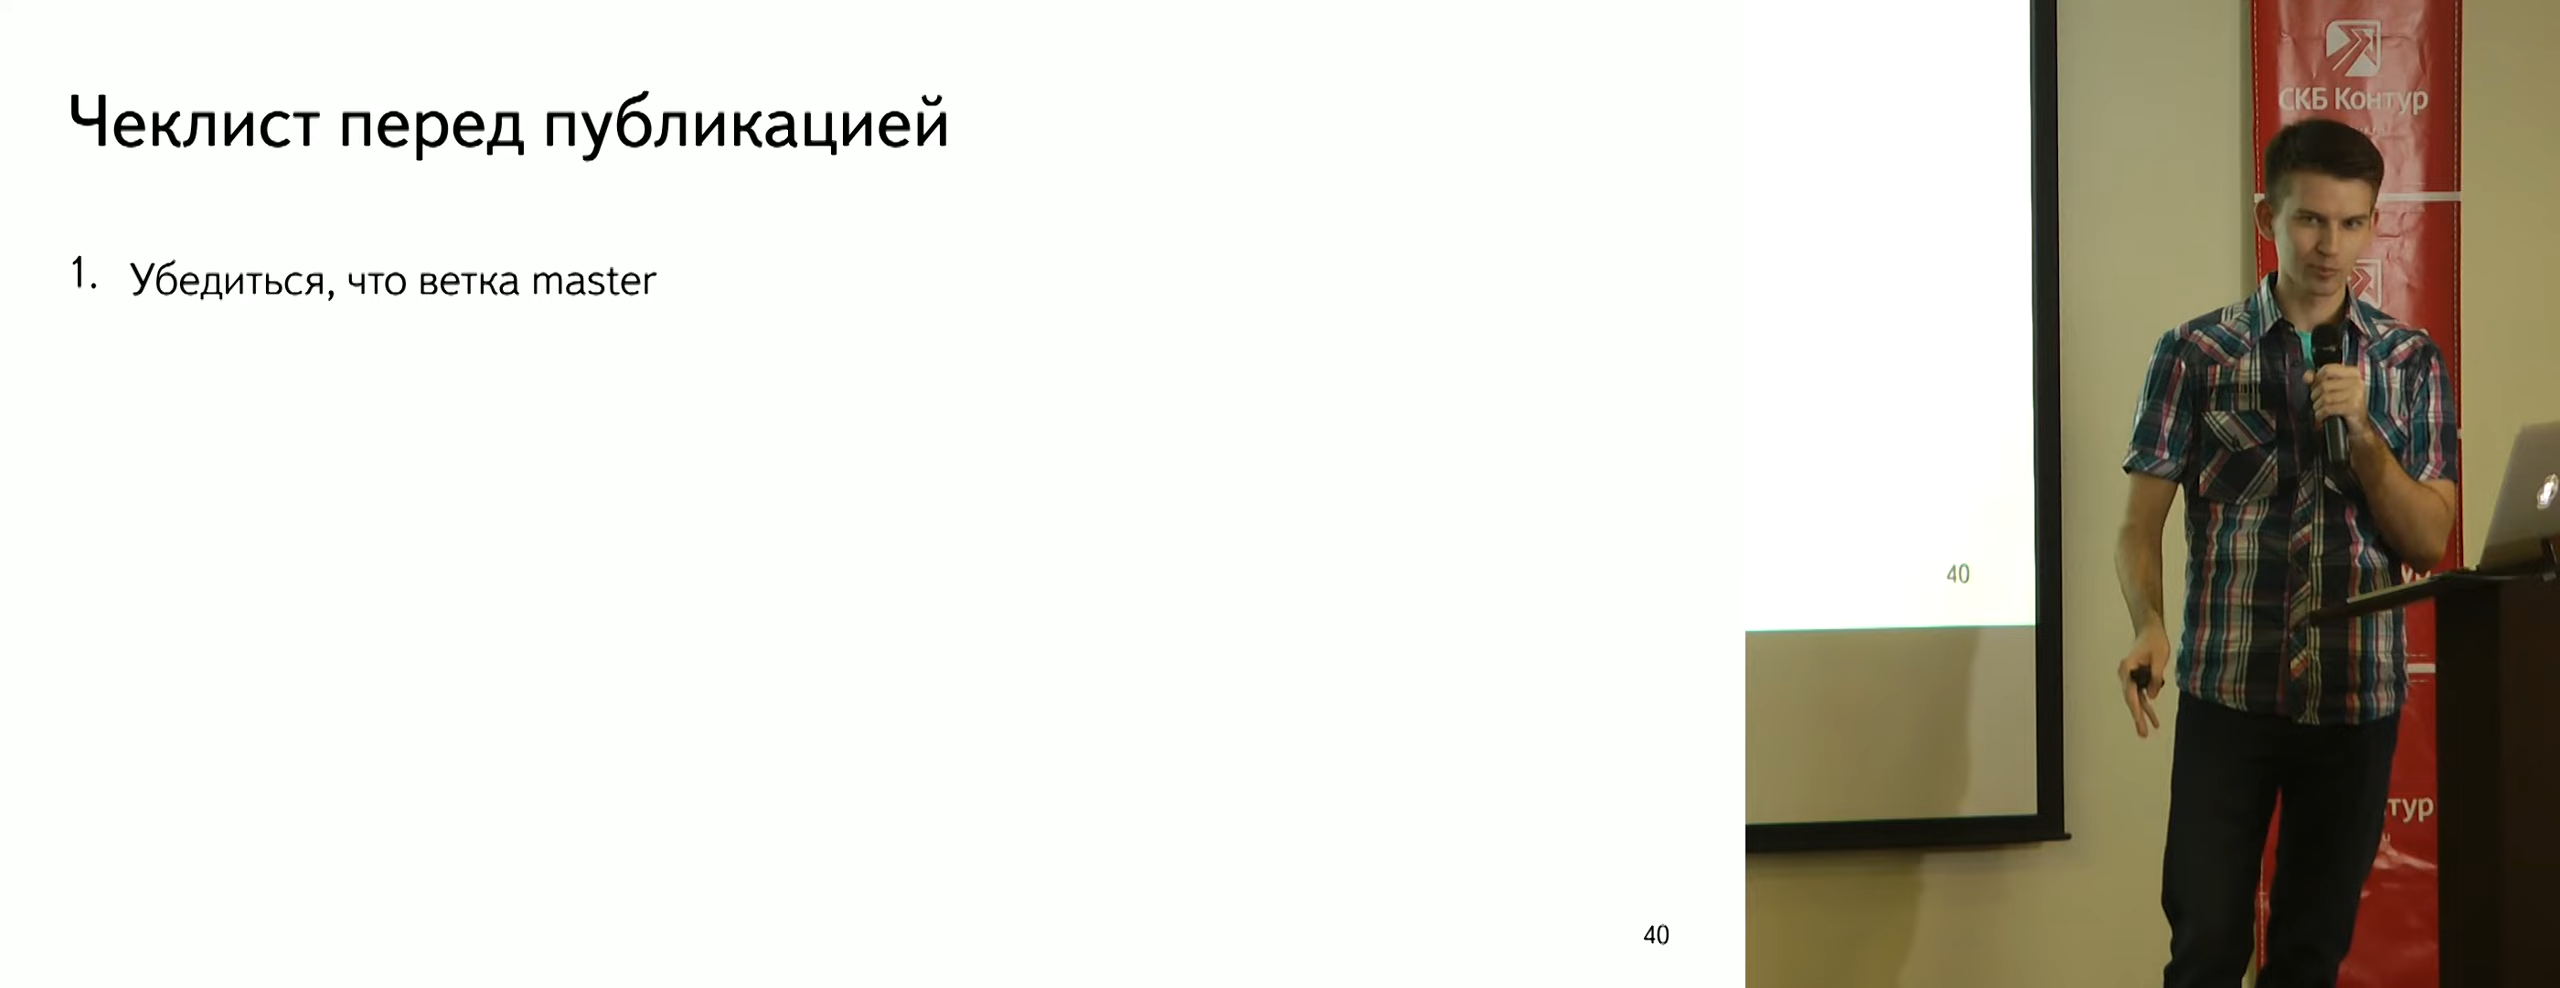 Чеклист перед публикацией
1. Убедиться, что ветка master
40
40
СКБ Контур
тур